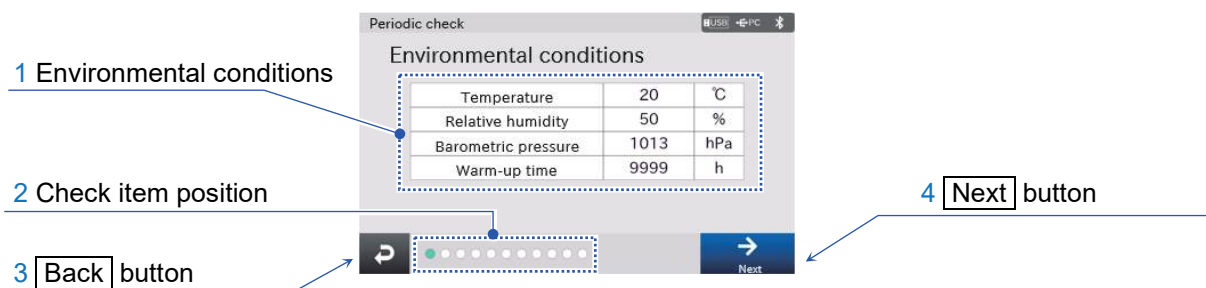 Periodic check
USB PC
Environmental conditions
1 Environmental conditions
Temperature 20 ℃
Relative humidity 50 %
Barometric pressure 1013 hPa
Warm-up time 9999 h
2 Check item position
4 Next button
Next
3 Back button